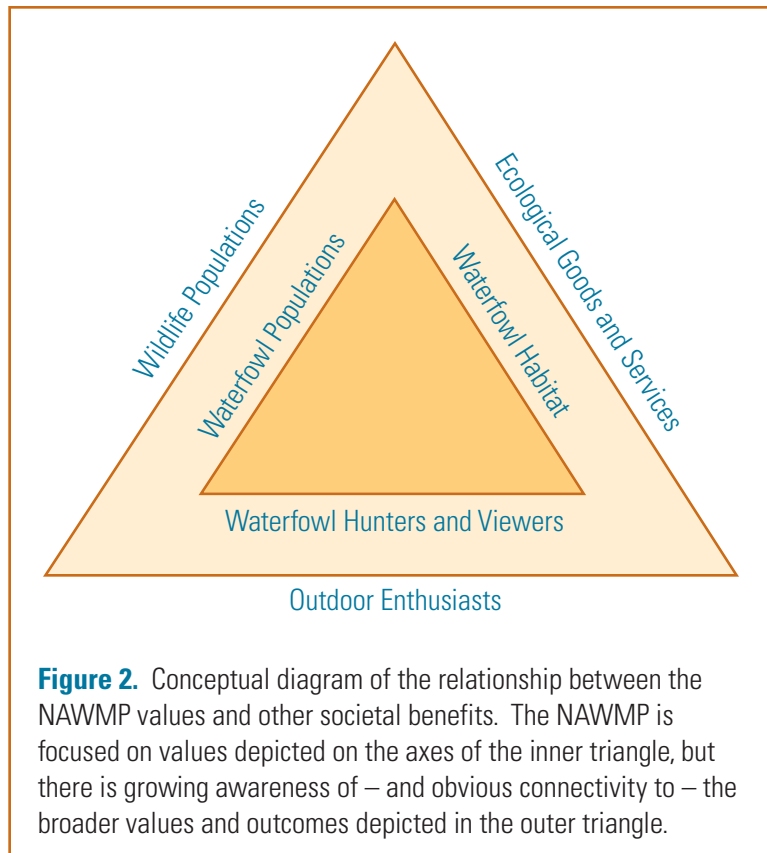 Wildlife Populations
Ecological Goods and Services
Waterfowl Populations
Waterfowl Habitat
Waterfowl Hunters and Viewers
Outdoor Enthusiasts
Figure 2. Conceptual diagram of the relationship between the
NAWMP values and other societal benefits. The NAWMP is
focused on values depicted on the axes of the inner triangle, but
there is growing awareness of – and obvious connectivity to – the
broader values and outcomes depicted in the outer triangle.